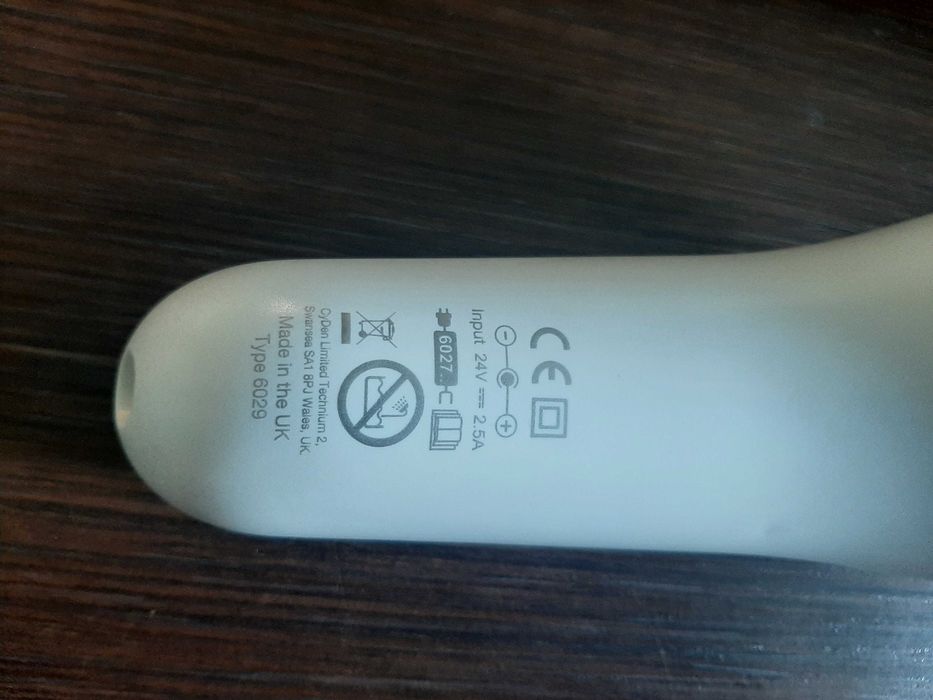 CE
- +
Input 24V ⎓ 2.5A
6027..
CyDen Limited Technium 2,
Swansea SA1 8PJ Wales, UK.
Made in the UK
Type 6029